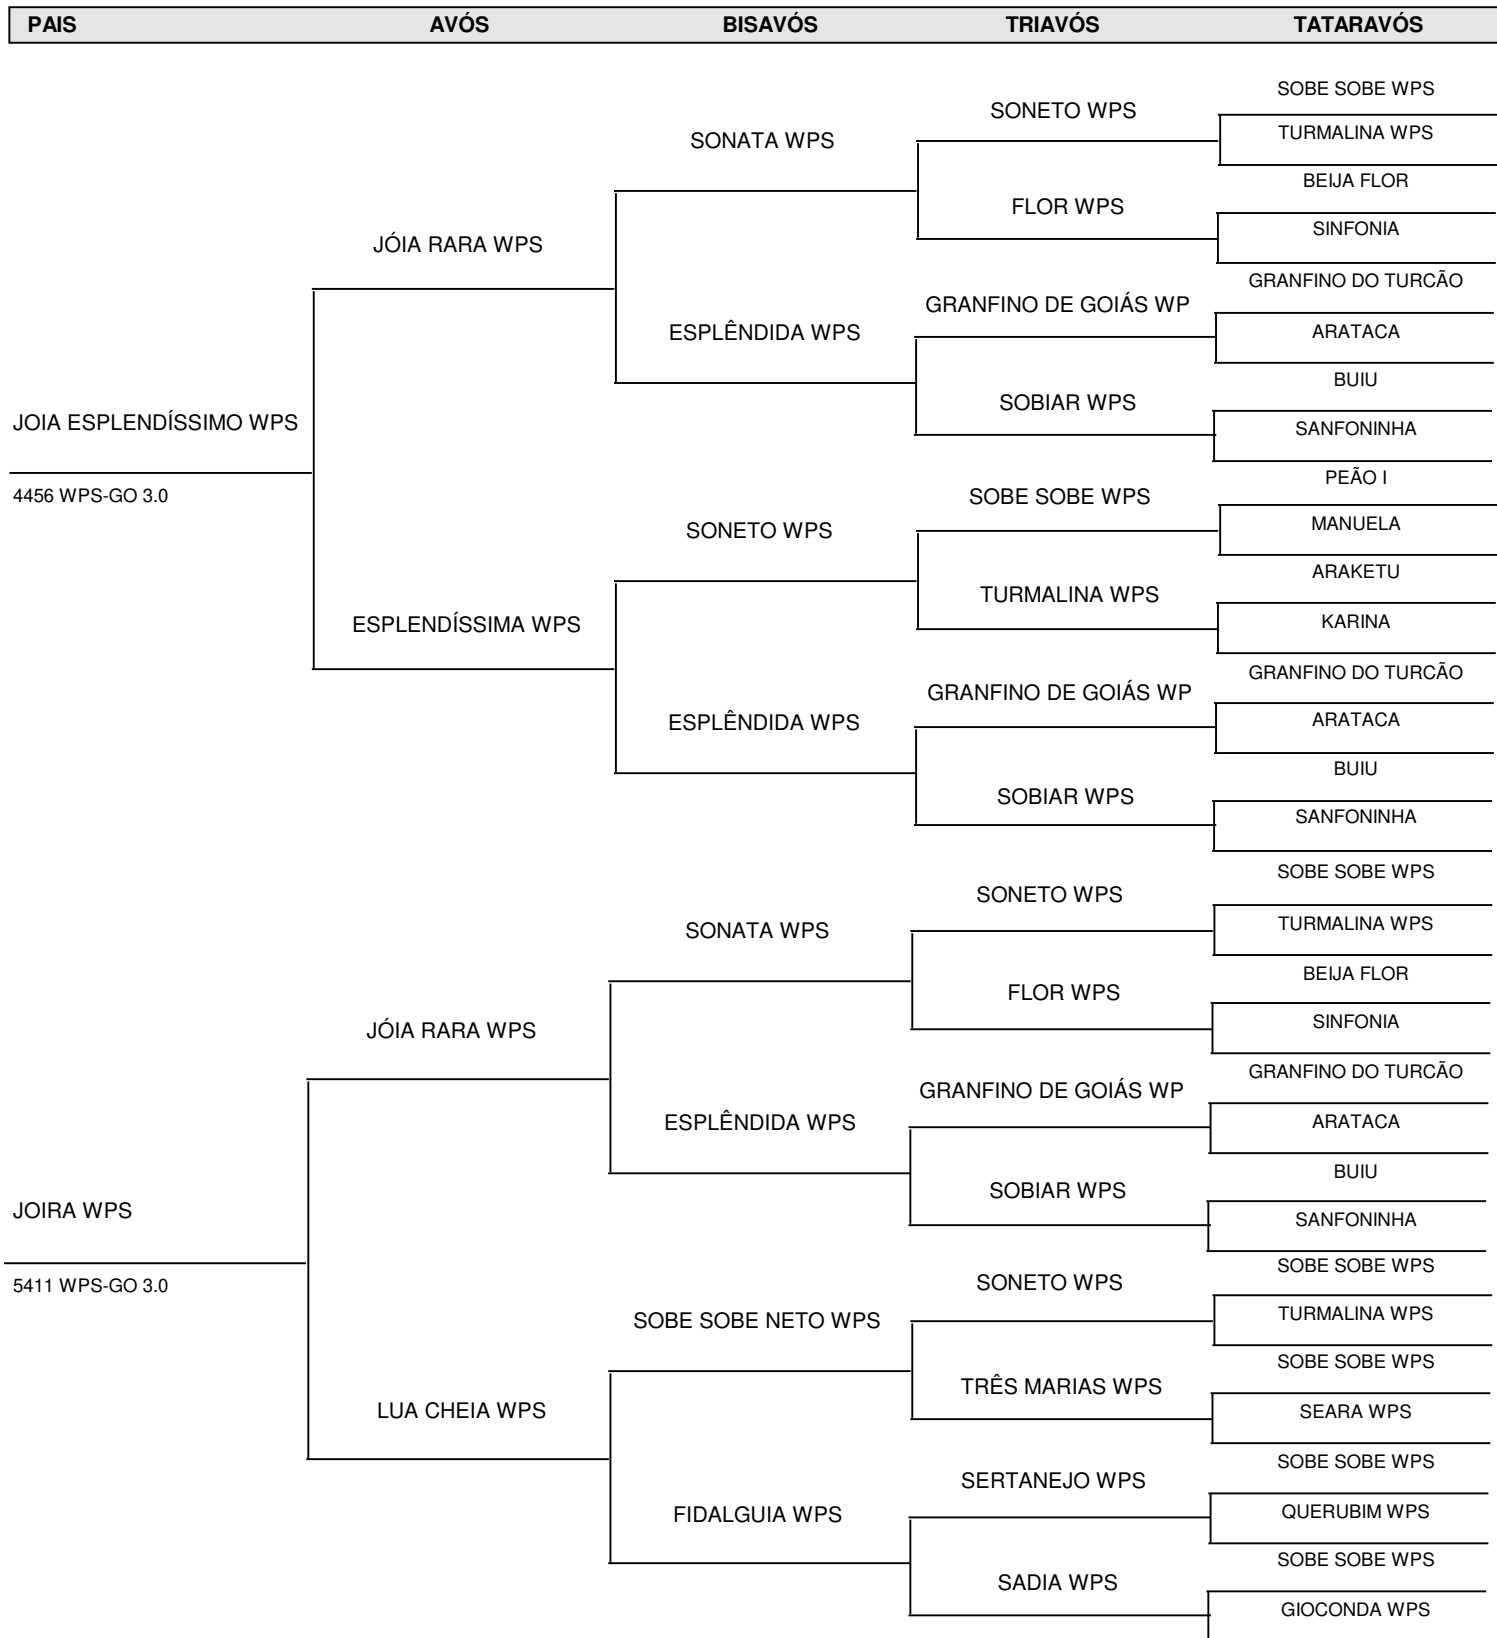 PAIS AVÓS BISAVÓS TRIAVÓS TATARAVÓS
SOBE SOBE WPS
SONETO WPS
TURMALINA WPS
SONATA WPS
BEIJA FLOR
FLOR WPS
SINFONIA
JÓIA RARA WPS
GRANFINO DO TURCÃO
GRANFINO DE GOIÁS WP
ARATACA
ESPLÊNDIDA WPS
BUIU
SOBIAR WPS
JOIA ESPLENDÍSSIMO WPS
SANFONINHA
PEÃO I
4456 WPS-GO 3.0
SOBE SOBE WPS
MANUELA
SONETO WPS
ARAKETU
TURMALINA WPS
KARINA
ESPLENDÍSSIMA WPS
GRANFINO DO TURCÃO
GRANFINO DE GOIÁS WP
ARATACA
ESPLÊNDIDA WPS
BUIU
SOBIAR WPS
SANFONINHA
SOBE SOBE WPS
SONETO WPS
TURMALINA WPS
SONATA WPS
BEIJA FLOR
FLOR WPS
SINFONIA
JÓIA RARA WPS
GRANFINO DO TURCÃO
GRANFINO DE GOIÁS WP
ARATACA
ESPLÊNDIDA WPS
BUIU
SOBIAR WPS
JOIRA WPS
SANFONINHA
SOBE SOBE WPS
5411 WPS-GO 3.0
SONETO WPS
TURMALINA WPS
SOBE SOBE NETO WPS
SOBE SOBE WPS
TRÊS MARIAS WPS
LUA CHEIA WPS
SEARA WPS
SOBE SOBE WPS
SERTANEJO WPS
QUERUBIM WPS
FIDALGUIA WPS
SOBE SOBE WPS
SADIA WPS
GIOCONDA WPS